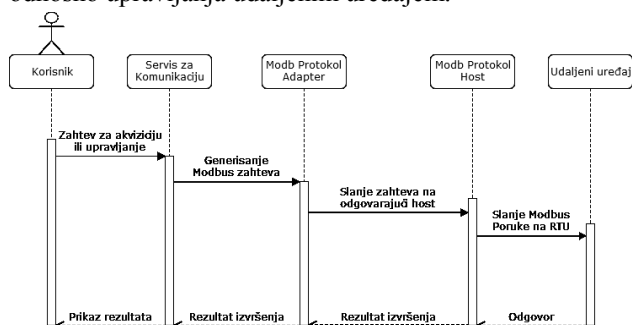 odnosno upravljanja udaljenim uređajem.
Korisnik
Servis za
Komunikaciju
Modb Protokol
Adapter
Modb Protokol
Host
Udaljeni uređaj
Zahtev za akviziciju
ili upravljanje
Generisanje
Modbus zahteva
Slanje zahteva na
odgovarajući host
Slanje Modbus
Poruke na RTU
Prikaz rezultata
Rezultat izvršenja
Rezultat izvršenja
Odgovor